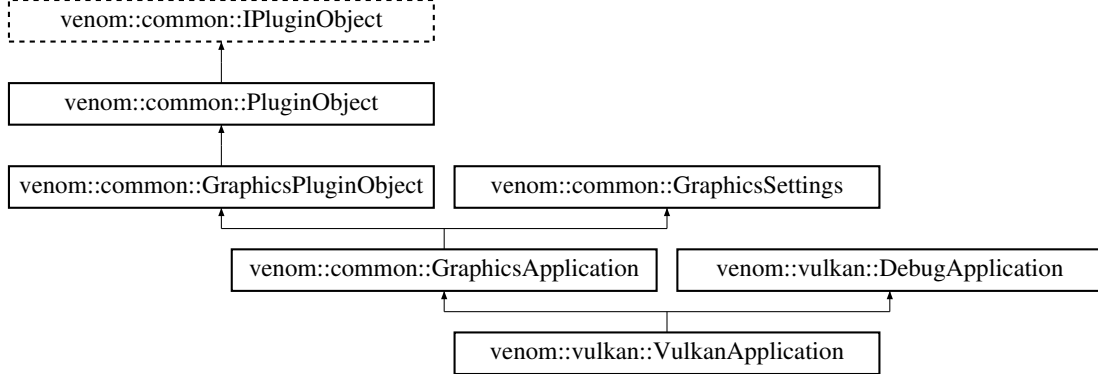 venom::common::IPluginObject
venom::common::PluginObject
venom::common::GraphicsPluginObject
venom::common::GraphicsSettings
venom::common::GraphicsApplication
venom::vulkan::DebugApplication
venom::vulkan::VulkanApplication